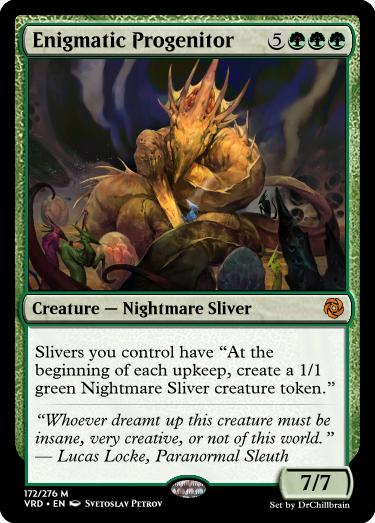 Enigmatic Progenitor 5
Creature — Nightmare Sliver
Slivers you control have “At the
beginning of each upkeep, create a 1/1
green Nightmare Sliver creature token.”
“Whoever dreamt up this creature must be
insane, very creative, or not of this world.”
— Lucas Locke, Paranormal Sleuth
7/7
172/276 M
VRD • EN Svetoslav Petrov
Set by DrChillbrain